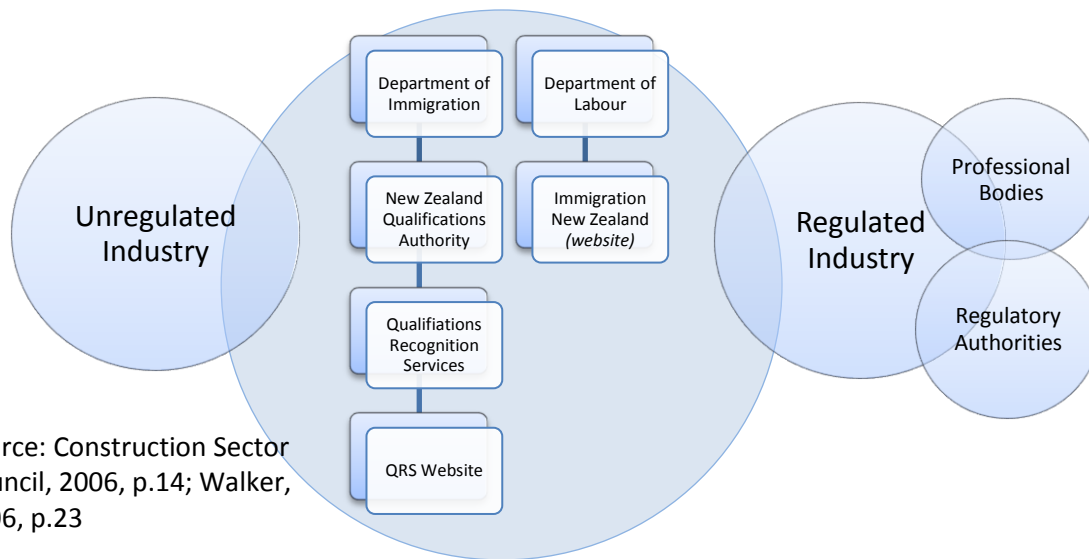 Department of
Immigration
Department of
Labour
New Zealand
Qualifications
Authority
Immigration
New Zealand
(website)
Qualifiations
Recognition
Services
QRS Website
Unregulated
Industry
Regulated
Industry
Professional
Bodies
Regulatory
Authorities
rce: Construction Sector
uncil, 2006, p.14; Walker,
06, p.23